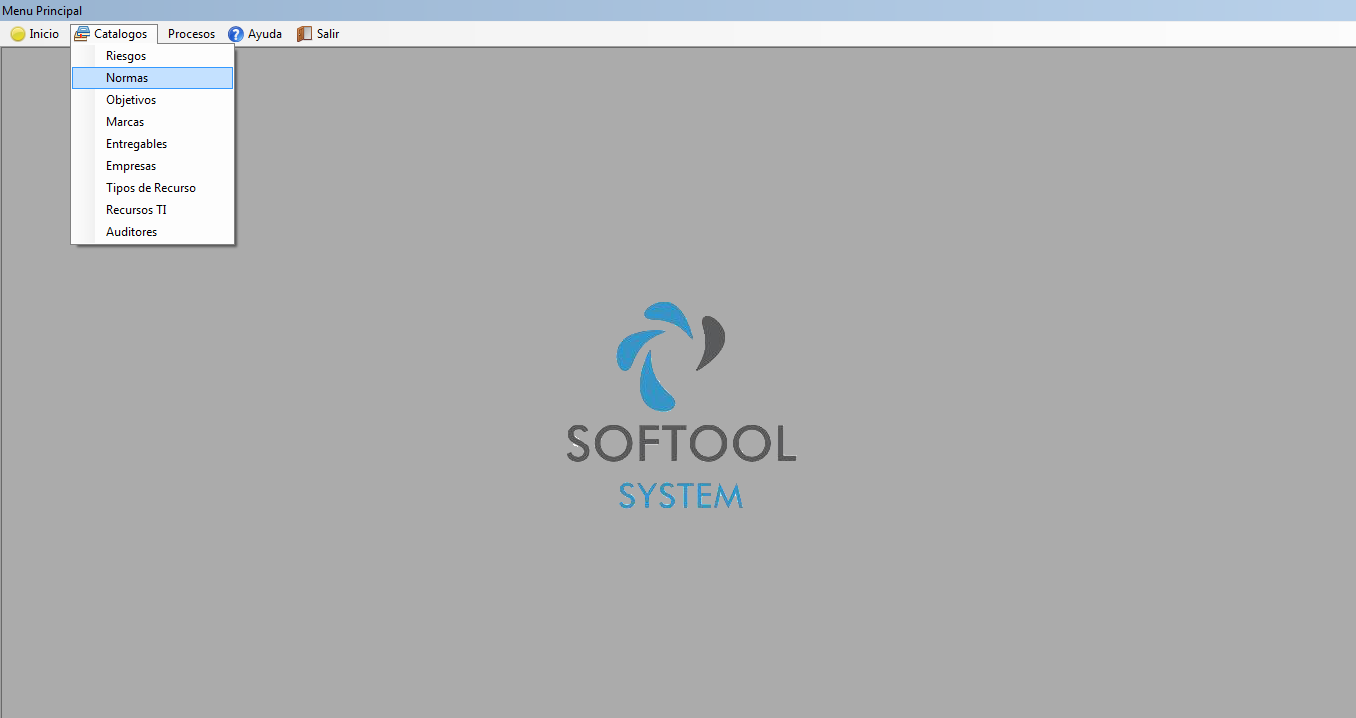 Menu Principal
Inicio Catalogos Procesos Ayuda Salir
Riesgos
Normas
Objetivos
Marcas
Entregables
Empresas
Tipos de Recurso
Recursos TI
Auditores
SOFTOOL
SYSTEM